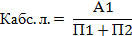 Кабс. л. = А1 / (П1 + П2)